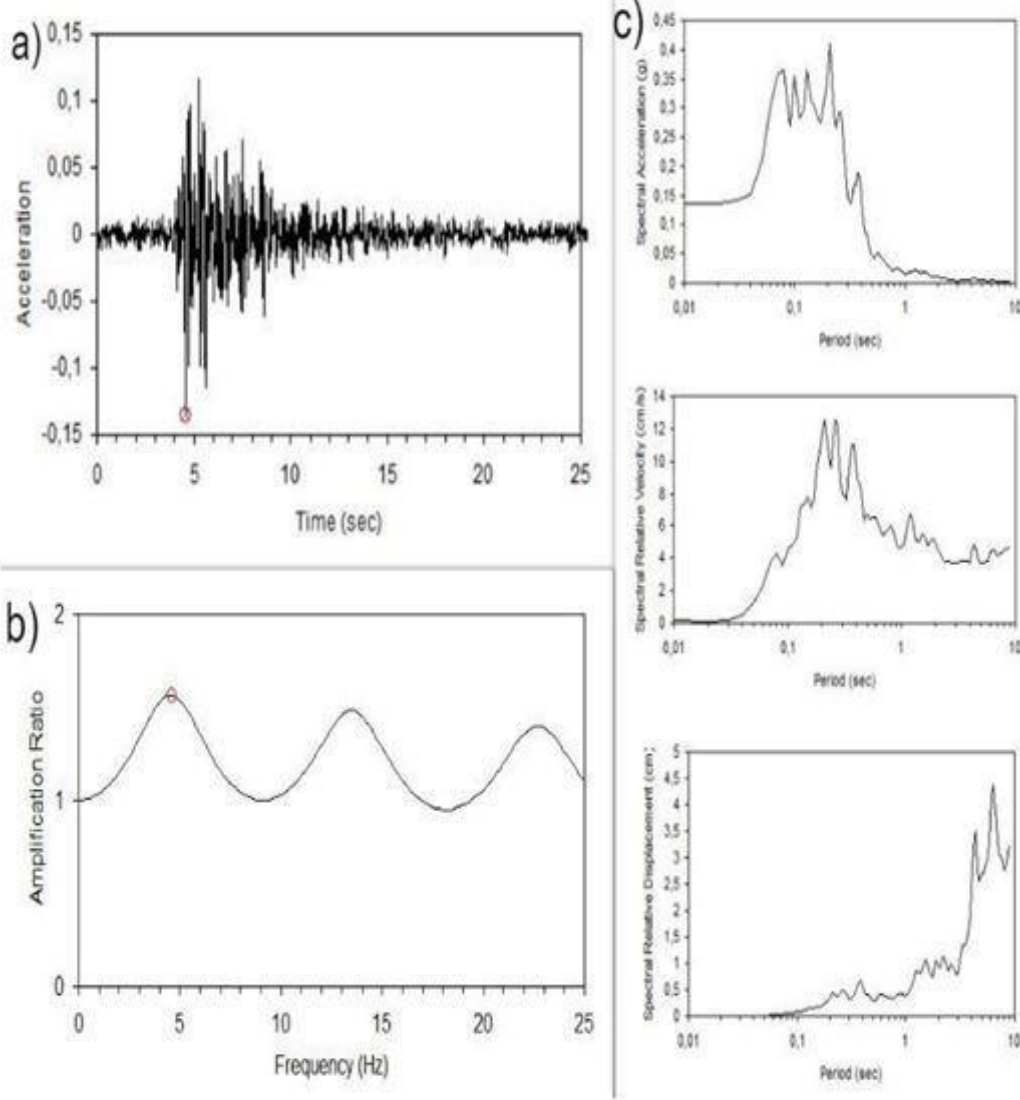 a)
0,15
0,1
0,05
0
-0,05
-0,1
-0,15
Acceleration
0 5 10 15 20 25
Time (sec)
b)
2
1
0
Amplification Ratio
0 5 10 15 20 25
Frequency (Hz)
c)
0,45
0,4
0,35
0,3
0,25
0,2
0,15
0,1
0,05
0
Spectral Acceleration (g)
0,01 0,1 1 10
Period (sec)
14
12
10
8
6
4
2
0
Spectral Relative Velocity (cm/s)
0,01 0,1 1 10
Period (sec)
5
4,5
4
3,5
3
2,5
2
1,5
1
0,5
0
Spectral Relative Displacement (cm)
0,01 0,1 1 10
Period (sec)